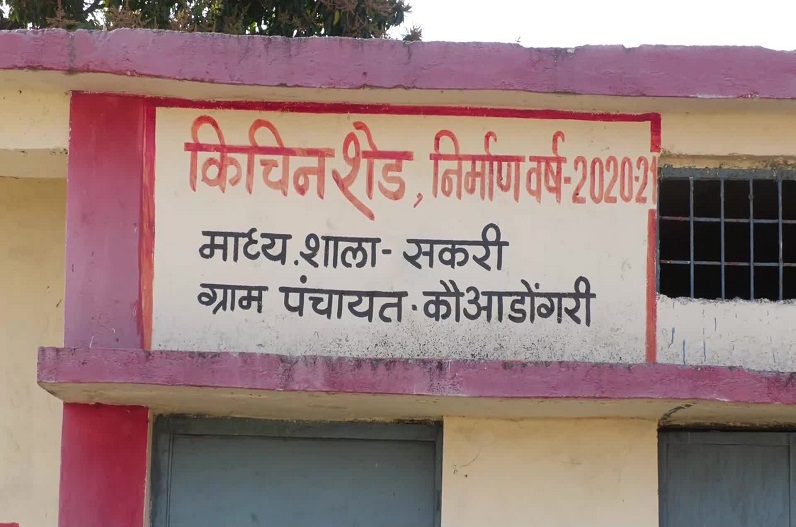 किचिन शेड, निर्माण वर्ष-2020-21
माध्य. शाला- सकरी
ग्राम पंचायत. कौआडोंगरी